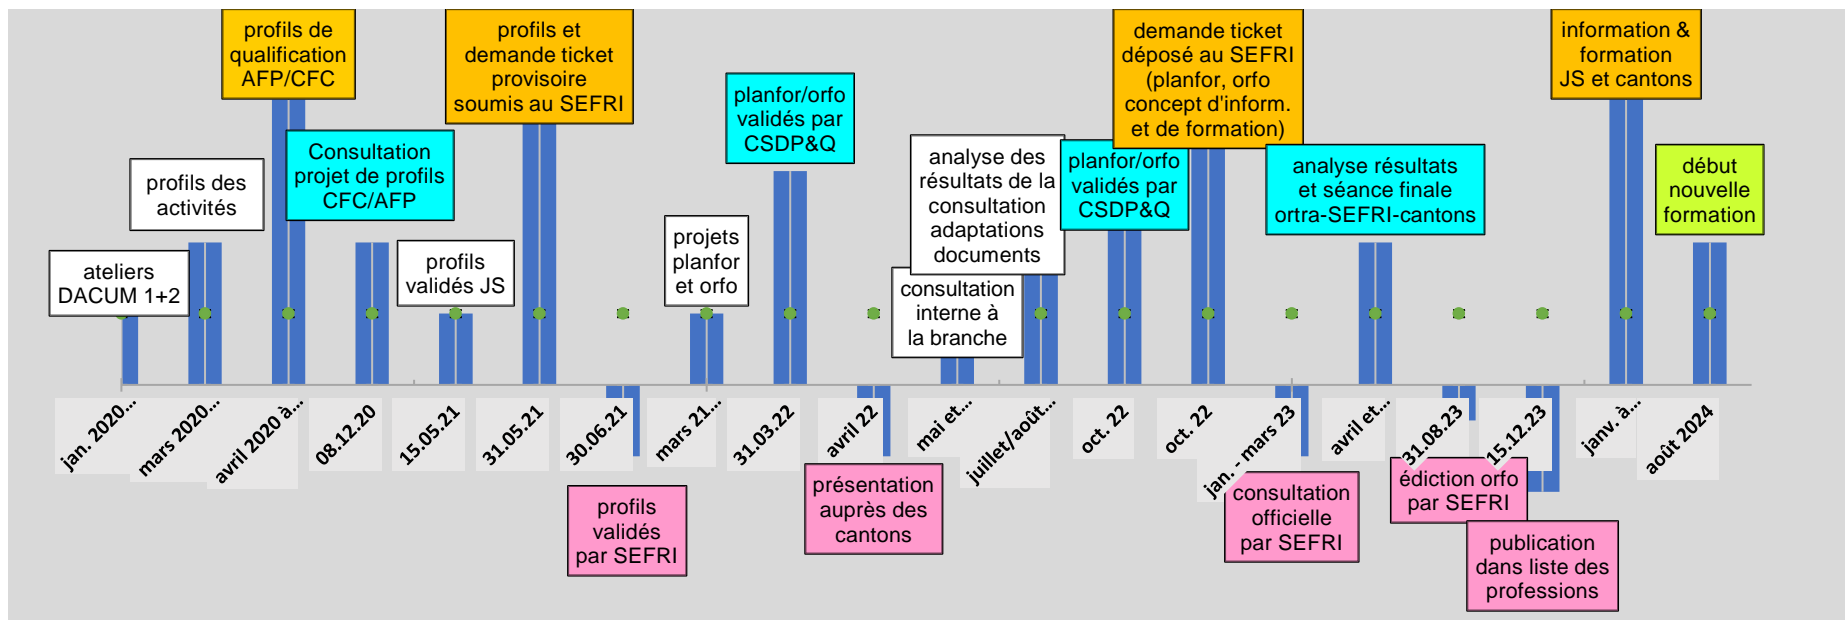 profils de
qualification
AFP/CFC
profils et
demande ticket
provisoire
soumis au SEFRI
demande ticket
déposé au SEFRI
(planfor, orfo
concept d'inform.
et de formation)
information &
formation
JS et cantons
planfor/orfo
validés par
CSDP&Q
Consultation
projet de profils
CFC/AFP
profils des
activités
analyse des
résultats de la
consultation
adaptations
documents
planfor/orfo
validés par
CSDP&Q
analyse résultats
et séance finale
ortra-SEFRI-cantons
début
nouvelle
formation
ateliers
DACUM 1+2
profils
validés JS
projets
planfor
et orfo
consultation
interne à
la branche
jan. 2020...
mars 2020...
avril 2020 à...
08.12.20
15.05.21
31.05.21
30.06.21
mars 21...
31.03.22
avril 22
mai et...
juillet/août...
oct. 22
oct. 22
jan. - mars 23
avril et...
31.08.23
15.12.23
janv. à...
août 2024
profils
validés
par SEFRI
présentation
auprès des
cantons
consultation
officielle
par SEFRI
édiction orfo
par SEFRI
publication
dans liste des
professions